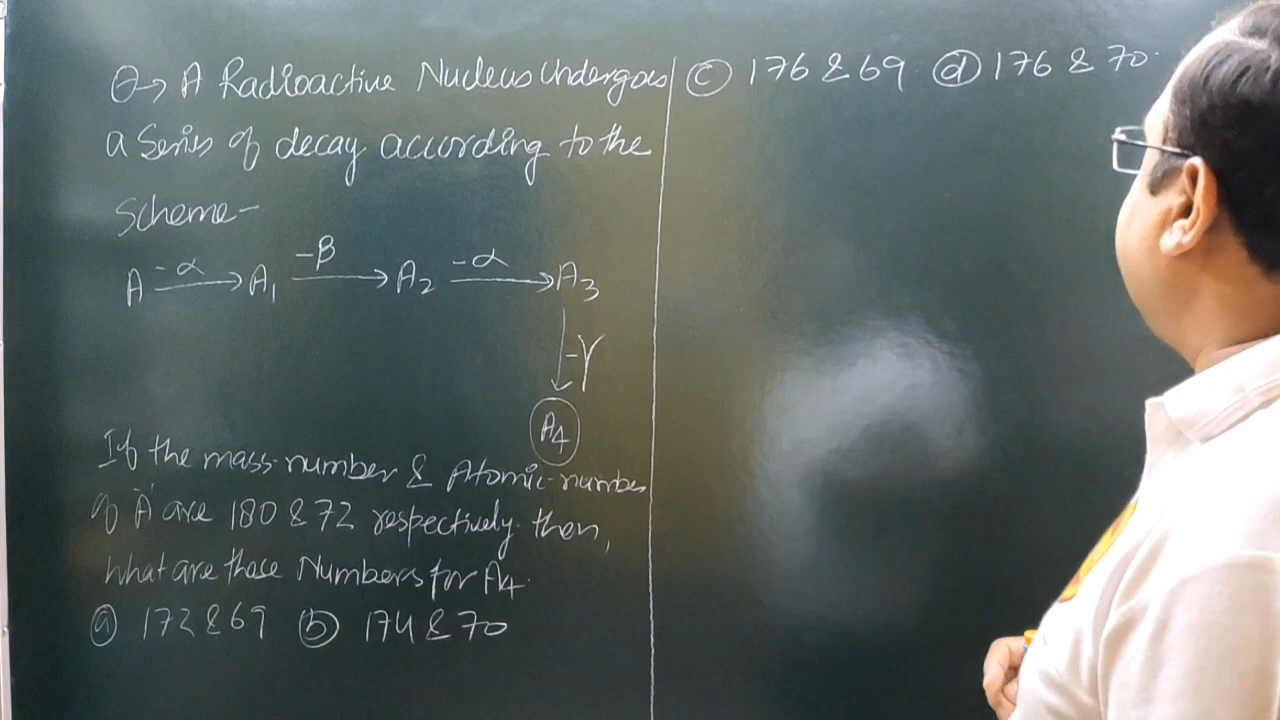 Q→ A Radioactive Nucleus Undergoes
a Series of decay according to the
Scheme-
A -α→ A₁ -β→ A₂ -α→ A₃
-γ
A₄
If the mass-number & Atomic-number
of A are 180 & 72 respectively. then,
What are these Numbers for A₄.
ⓐ 172 & 69 ⓑ 174 & 70
ⓒ 176 & 69 ⓓ 176 & 70